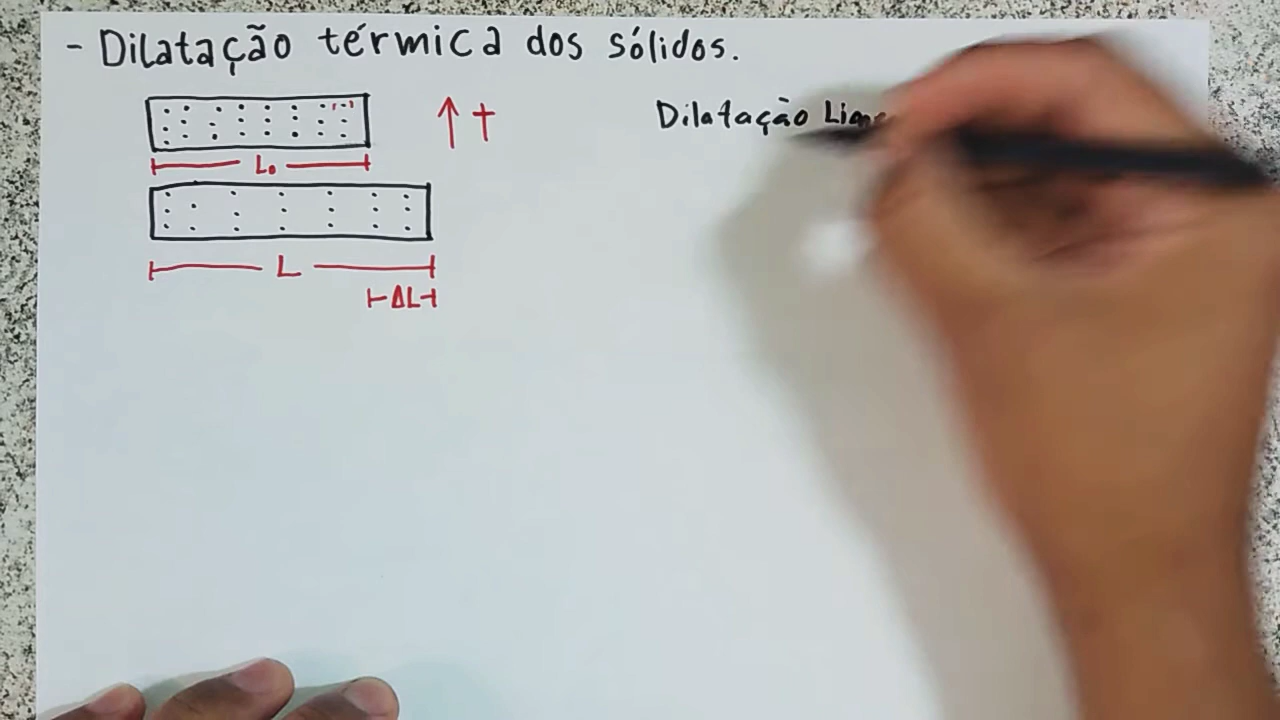 - Dilatação térmica dos sólidos.
↑ t
Dilatação
L₀
L
ΔL